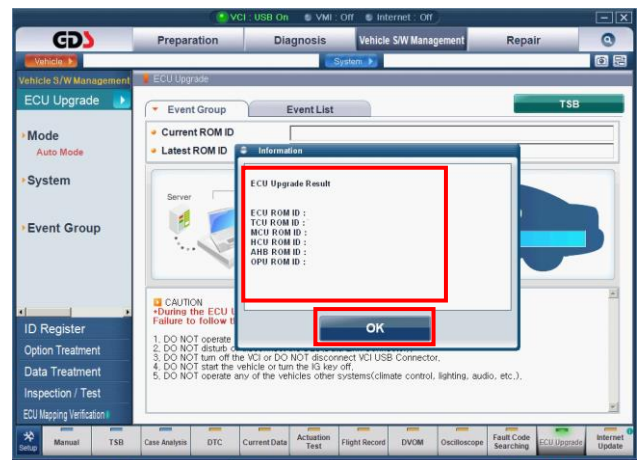 VCI : USB On VMI : Off Internet : Off
GDS Preparation Diagnosis Vehicle S/W Management Repair
Vehicle System
Vehicle S/W Management
ECU Upgrade
ECU Upgrade
Event Group Event List TSB
Mode
Auto Mode
System
Event Group
Current ROM ID
Latest ROM ID
Server
Information
ECU Upgrade Result
ECU ROM ID :
TCU ROM ID :
MCU ROM ID :
HCU ROM ID :
AHB ROM ID :
OPU ROM ID :
OK
CAUTION
•During the ECU
Failure to follow
1. DO NOT operate
2. DO NOT disturb
3. DO NOT turn off the VCI or DO NOT disconnect VCI USB Connector,
4. DO NOT start the vehicle or turn the IG key off,
5. DO NOT operate any of the vehicles other systems(climate control, lighting, audio, etc,).
ID Register
Option Treatment
Data Treatment
Inspection / Test
ECU Mapping Verification
Setup Manual TSB Case Analysis DTC Current Data Actuation Test Flight Record DVOM Oscilloscope Fault Code Searching ECU Upgrade Internet Update